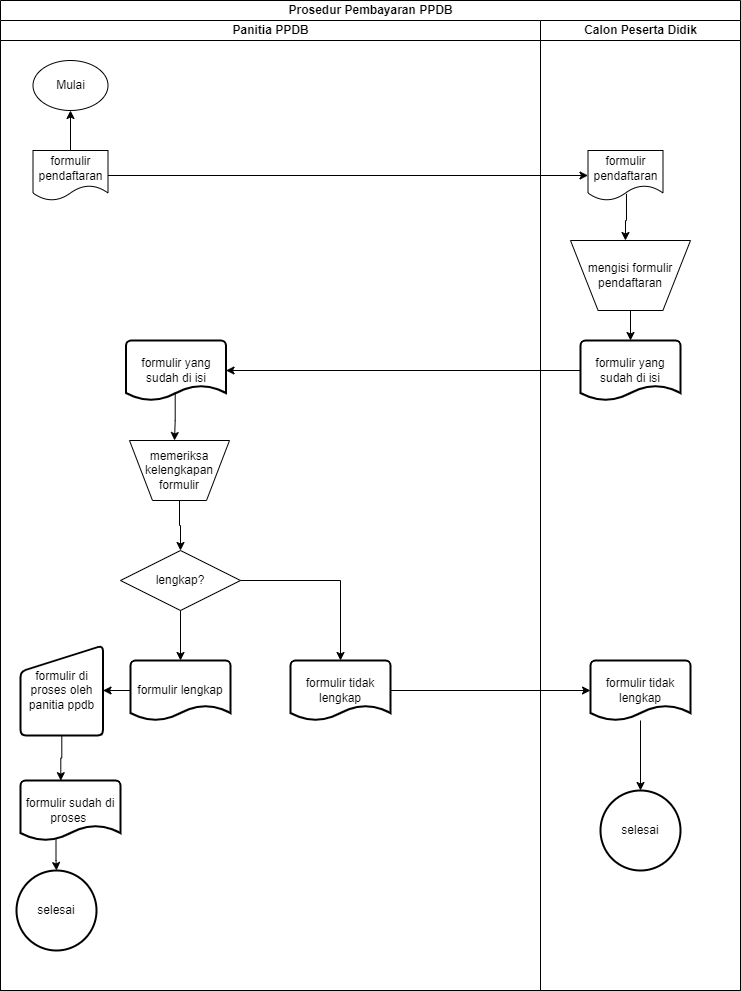 Prosedur Pembayaran PPDB
Panitia PPDB
Calon Peserta Didik
Mulai
formulir
pendaftaran
formulir
pendaftaran
mengisi formulir
pendaftaran
formulir yang
sudah di isi
formulir yang
sudah di isi
memeriksa
kelengkapan
formulir
lengkap?
formulir di
proses oleh
panitia ppdb
formulir lengkap
formulir tidak
lengkap
formulir tidak
lengkap
formulir sudah di
proses
selesai
selesai